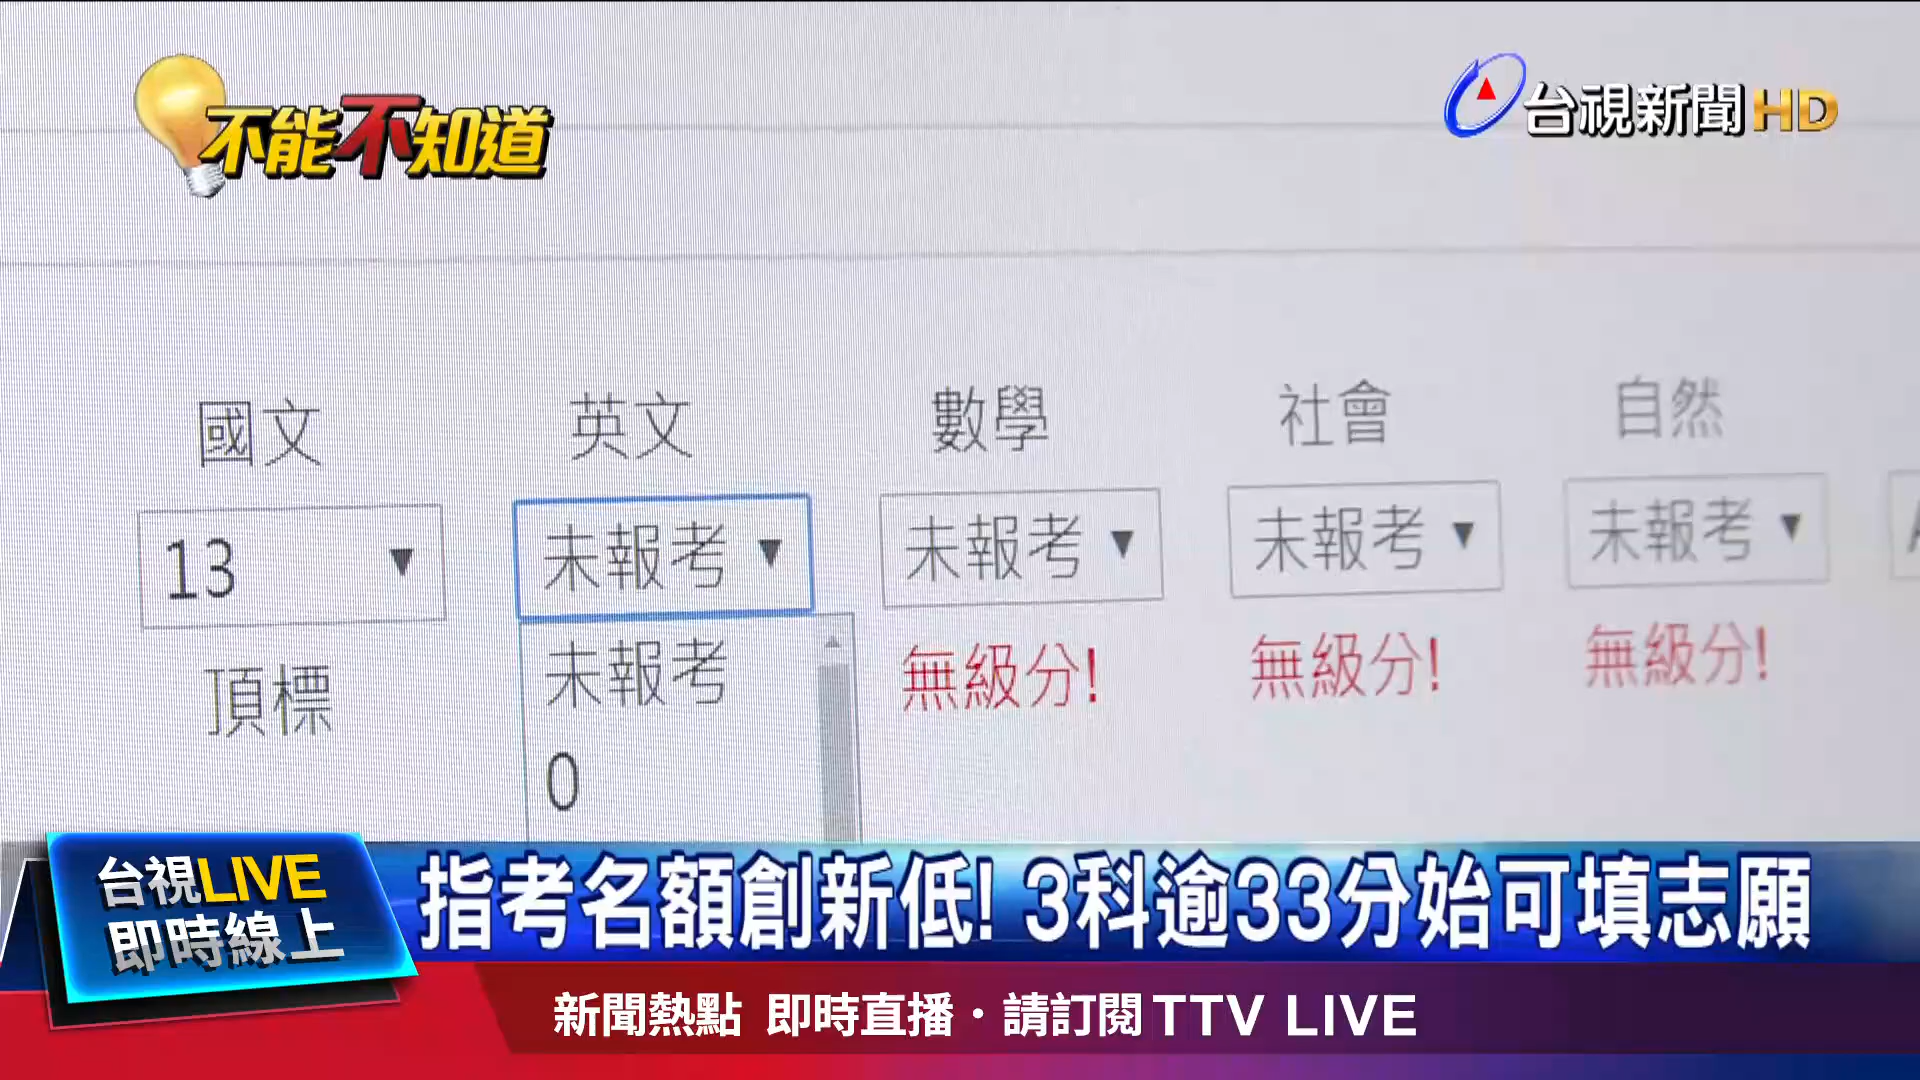 不能不知道
台視新聞HD
國文 英文 數學 社會 自然
13 未報考 未報考 未報考 未報考
頂標 未報考 無級分! 無級分! 無級分!
0
台視LIVE
即時線上
指考名額創新低! 3科逾33分始可填志願
新聞熱點 即時直播・請訂閱TTV LIVE